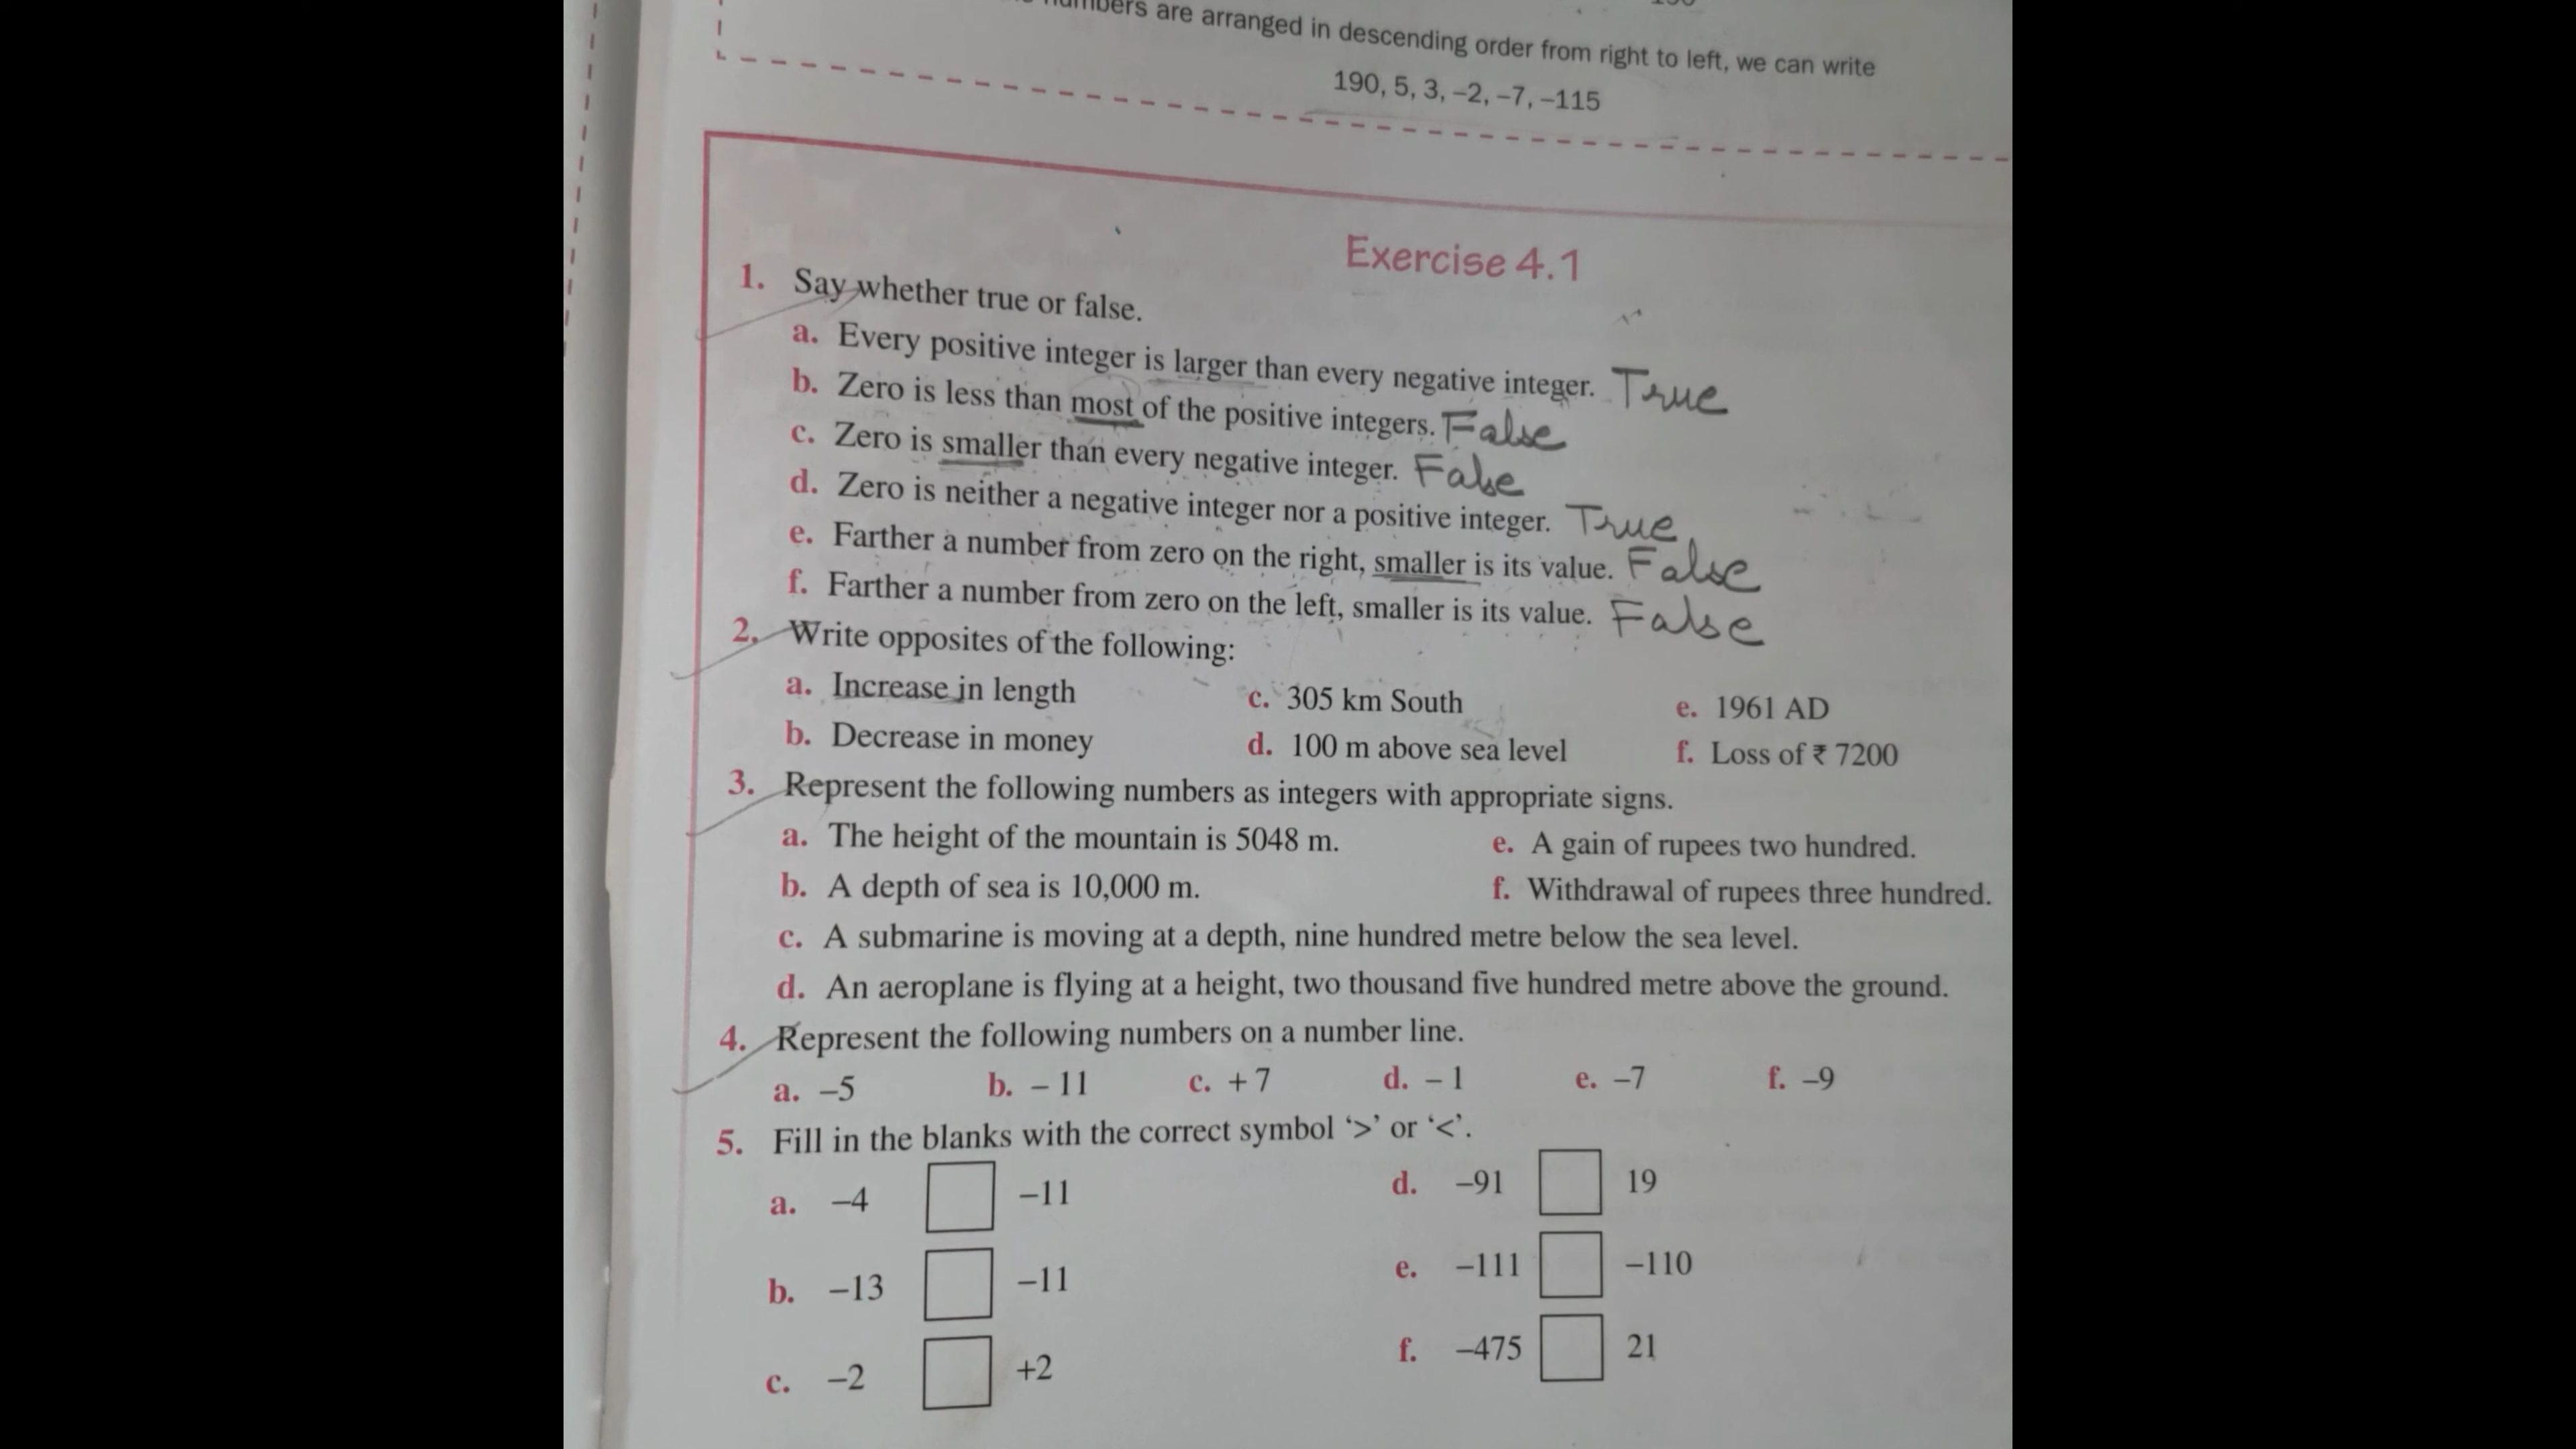 numbers are arranged in descending order from right to left, we can write
190, 5, 3, –2, –7, –115
Exercise 4.1
1. Say whether true or false.
a. Every positive integer is larger than every negative integer. True
b. Zero is less than most of the positive integers. False
c. Zero is smaller than every negative integer. False
d. Zero is neither a negative integer nor a positive integer. True
e. Farther a number from zero on the right, smaller is its value. False
f. Farther a number from zero on the left, smaller is its value. False
2. Write opposites of the following:
a. Increase in length c. 305 km South e. 1961 AD
b. Decrease in money d. 100 m above sea level f. Loss of ₹ 7200
3. Represent the following numbers as integers with appropriate signs.
a. The height of the mountain is 5048 m. e. A gain of rupees two hundred.
b. A depth of sea is 10,000 m. f. Withdrawal of rupees three hundred.
c. A submarine is moving at a depth, nine hundred metre below the sea level.
d. An aeroplane is flying at a height, two thousand five hundred metre above the ground.
4. Represent the following numbers on a number line.
a. –5 b. – 11 c. + 7 d. – 1 e. –7 f. –9
5. Fill in the blanks with the correct symbol ‘>’ or ‘<’.
a. –4 –11 d. –91 19
b. –13 –11 e. –111 –110
c. –2 +2 f. –475 21